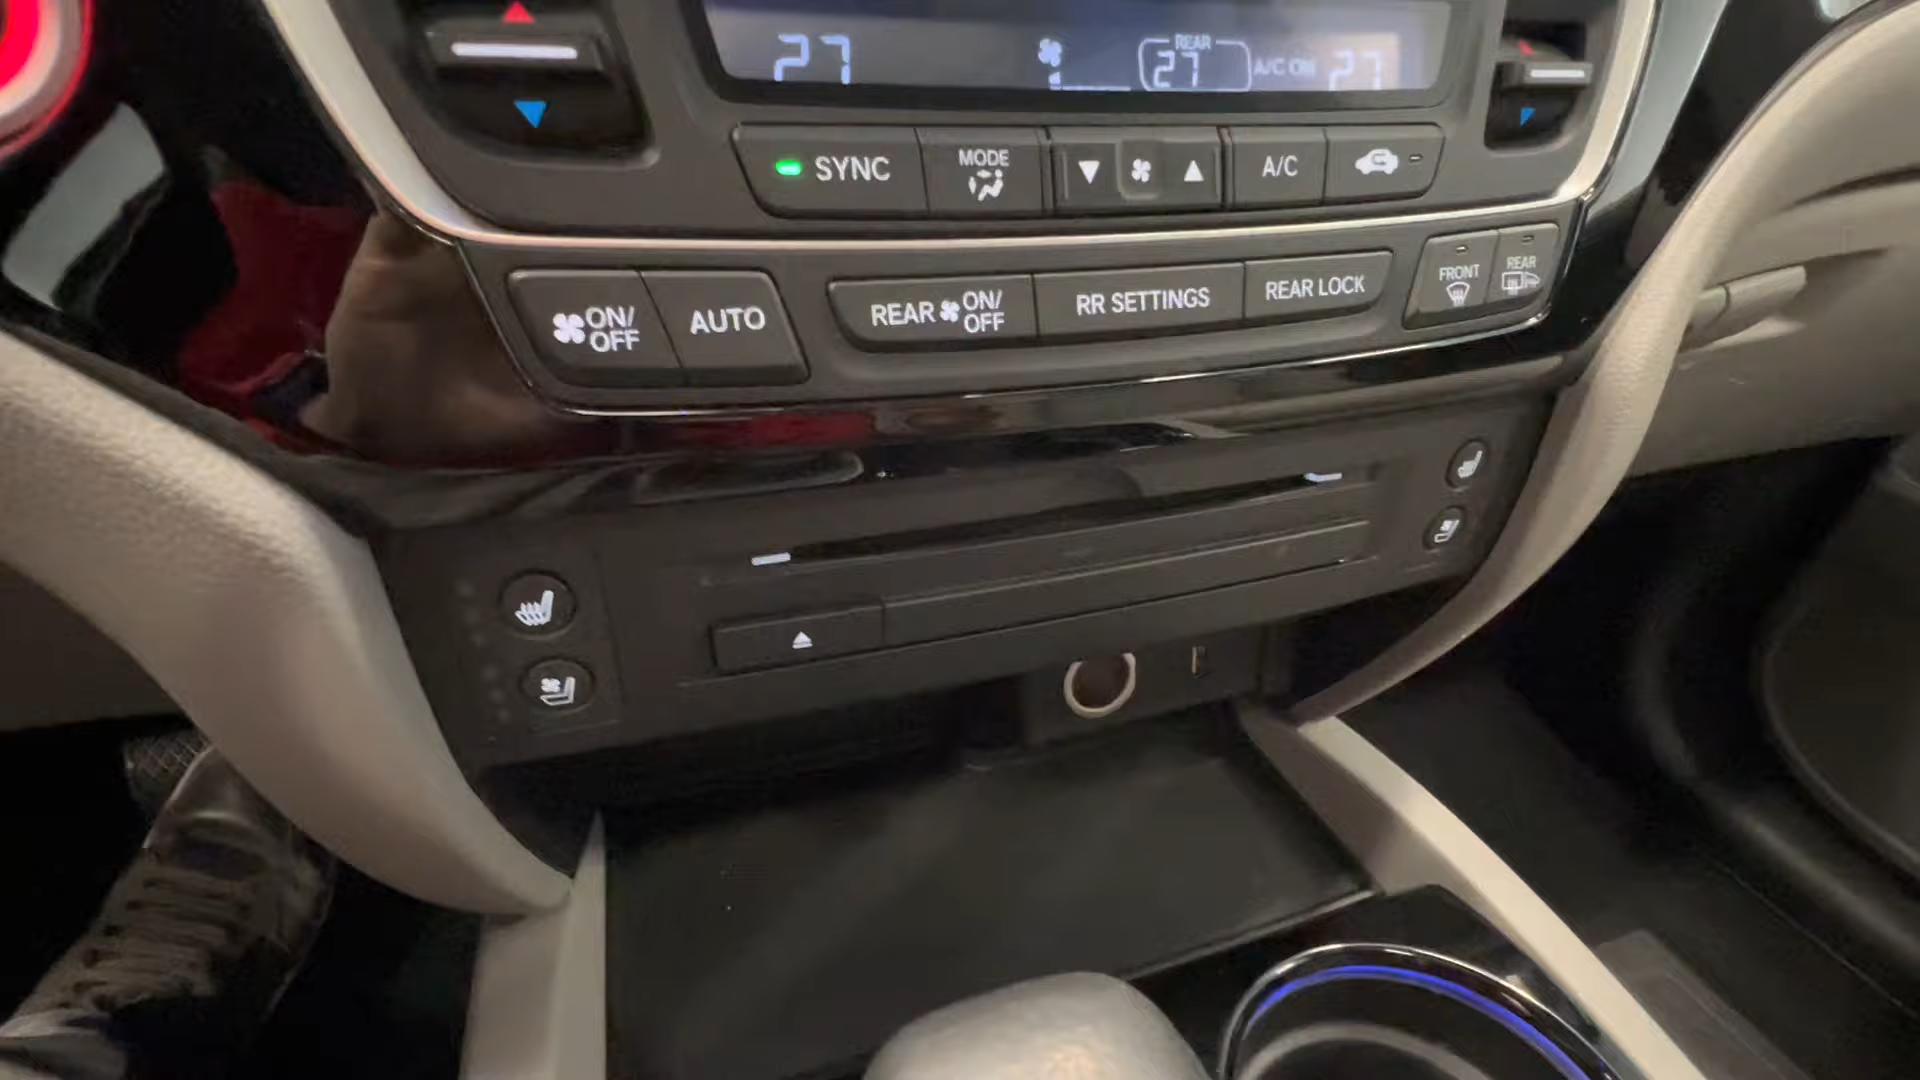 27
REAR
27
A/C ON
27
SYNC
MODE
A/C
ON/
OFF
AUTO
REAR ON/
OFF
RR SETTINGS
REAR LOCK
FRONT
REAR